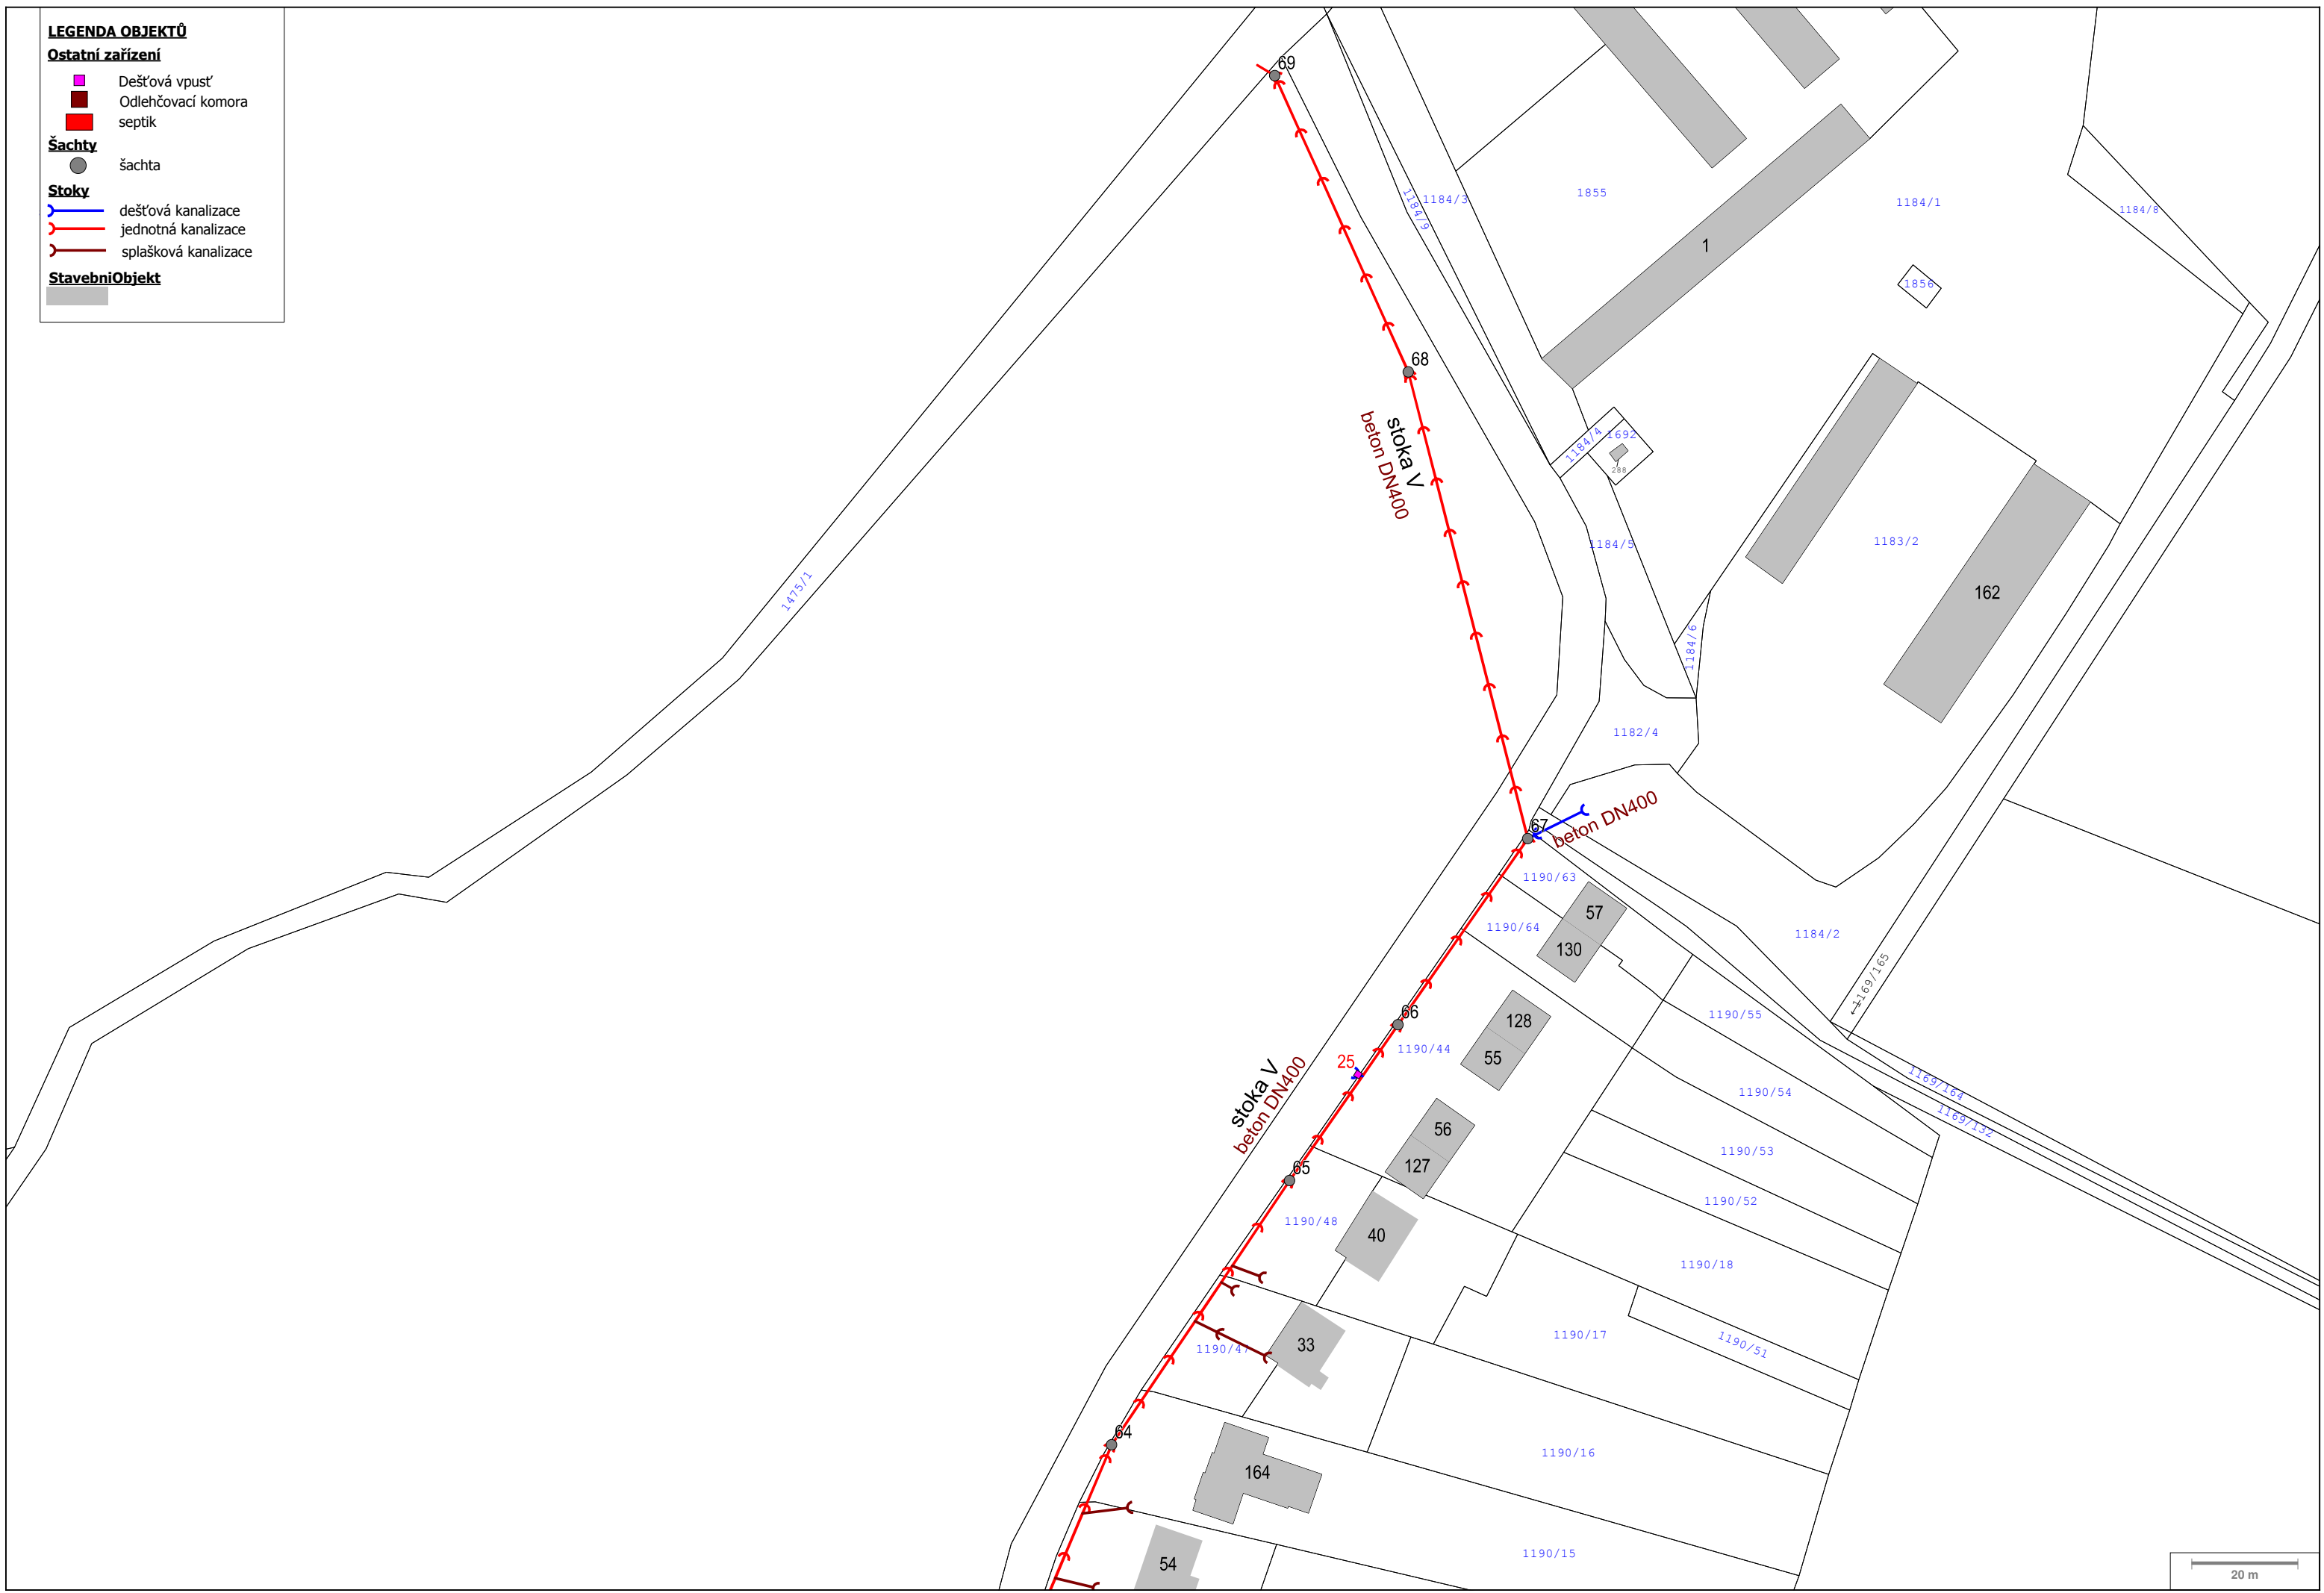 LEGENDA OBJEKTŮ
Ostatní zařízení
Dešťová vpusť
Odlehčovací komora
septik
Šachty
šachta
Stoky
dešťová kanalizace
jednotná kanalizace
splašková kanalizace
StavebniObjekt
69
1184/3
1184/9
1855
1184/1
1184/8
1
1856
68
stoka V
beton DN400
1184/4
1692
288
1184/5
1183/2
162
1475/1
1184/6
1182/4
67
beton DN400
1190/63
57
1190/64
130
1184/2
1169/165
66
128
1190/55
1190/44
55
25
stoka V
beton DN400
1169/164
1190/54
1169/132
56
1190/53
127
65
1190/52
1190/48
40
1190/18
1190/17
33
1190/47
1190/51
64
1190/16
164
1190/15
54
20 m